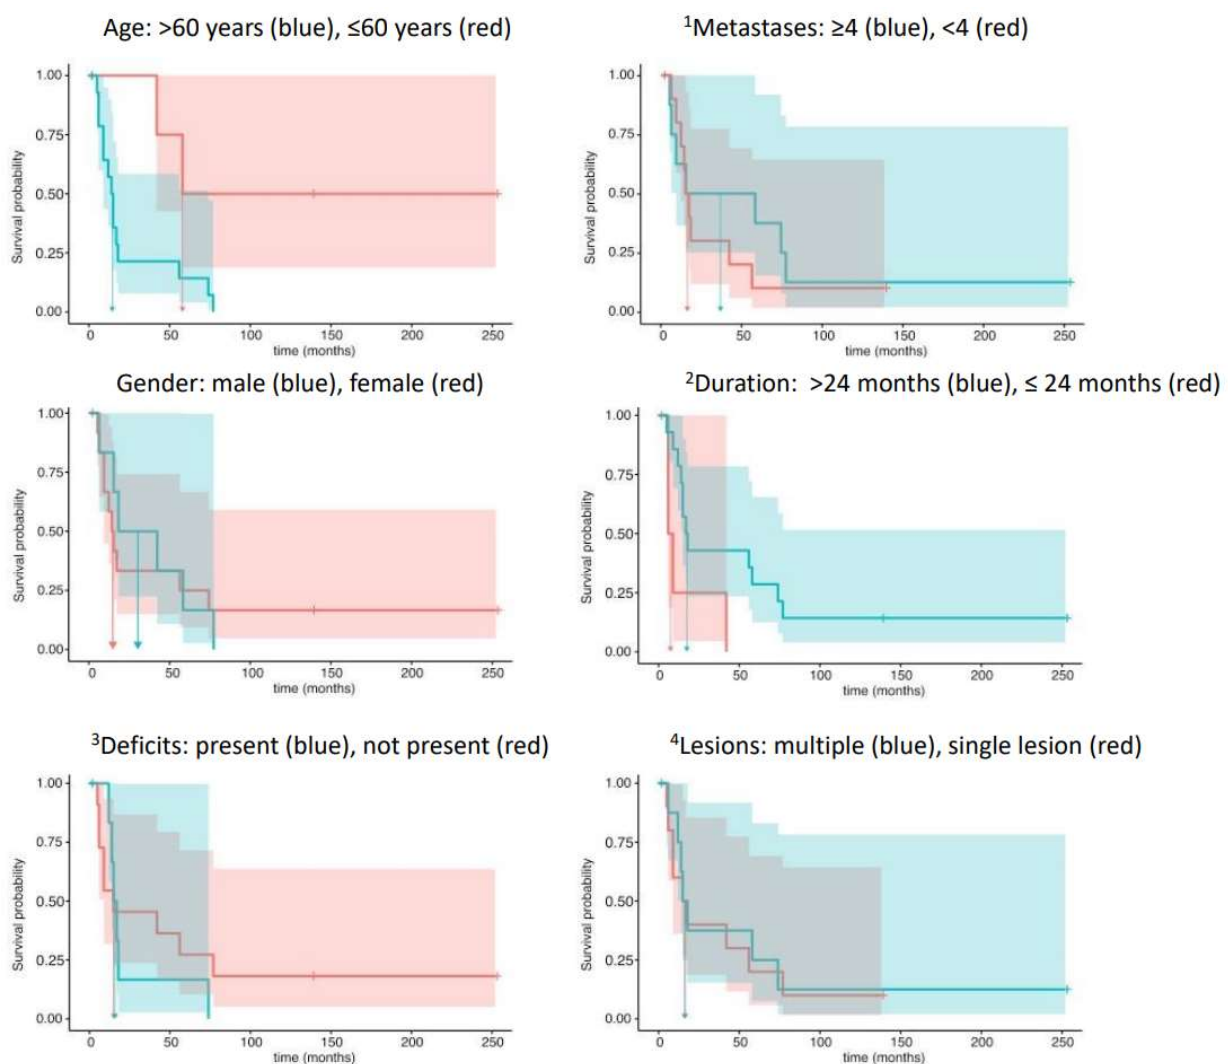 Age: >60 years (blue), ≤60 years (red)
Survival probability
1.00
0.75
0.50
0.25
0.00
0 50 100 150 200 250
time (months)
¹Metastases: ≥4 (blue), <4 (red)
Survival probability
1.00
0.75
0.50
0.25
0.00
0 50 100 150 200 250
time (months)
Gender: male (blue), female (red)
Survival probability
1.00
0.75
0.50
0.25
0.00
0 50 100 150 200 250
time (months)
²Duration: >24 months (blue), ≤ 24 months (red)
Survival probability
1.00
0.75
0.50
0.25
0.00
0 50 100 150 200 250
time (months)
³Deficits: present (blue), not present (red)
Survival probability
1.00
0.75
0.50
0.25
0.00
0 50 100 150 200 250
time (months)
⁴Lesions: multiple (blue), single lesion (red)
Survival probability
1.00
0.75
0.50
0.25
0.00
0 50 100 150 200 250
time (months)